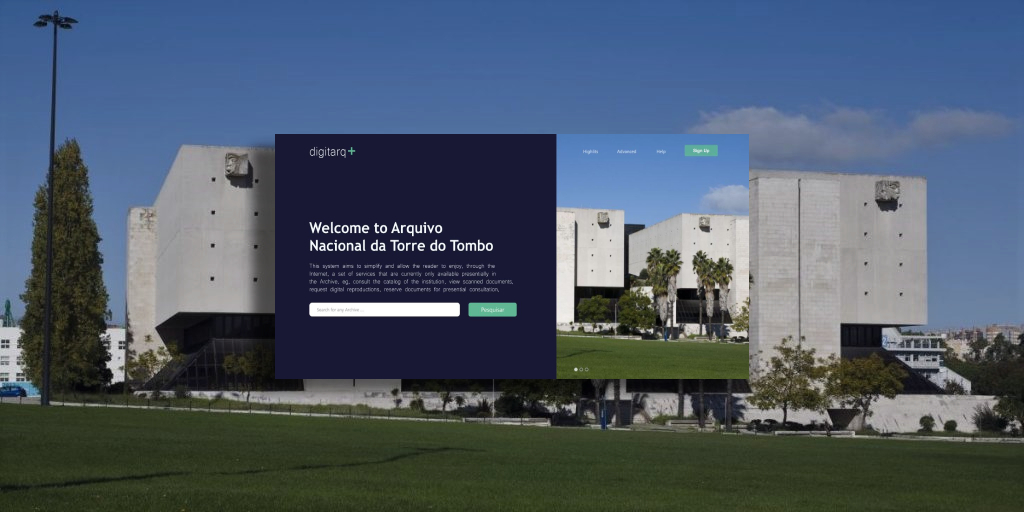 digitarq+
Higlists
Advanced
Help
Sign Up
Welcome to Arquivo
Nacional da Torre do Tombo
This system aims to simplify and allow the reader to enjoy, through the
Internet, a set of services that are currently only available presentially in
the Archive, eg, consult the catalog of the institution, view scanned documents,
request digital reproductions, reserve documents for presential consultation,
Search for any Archive ...
Pesquisar